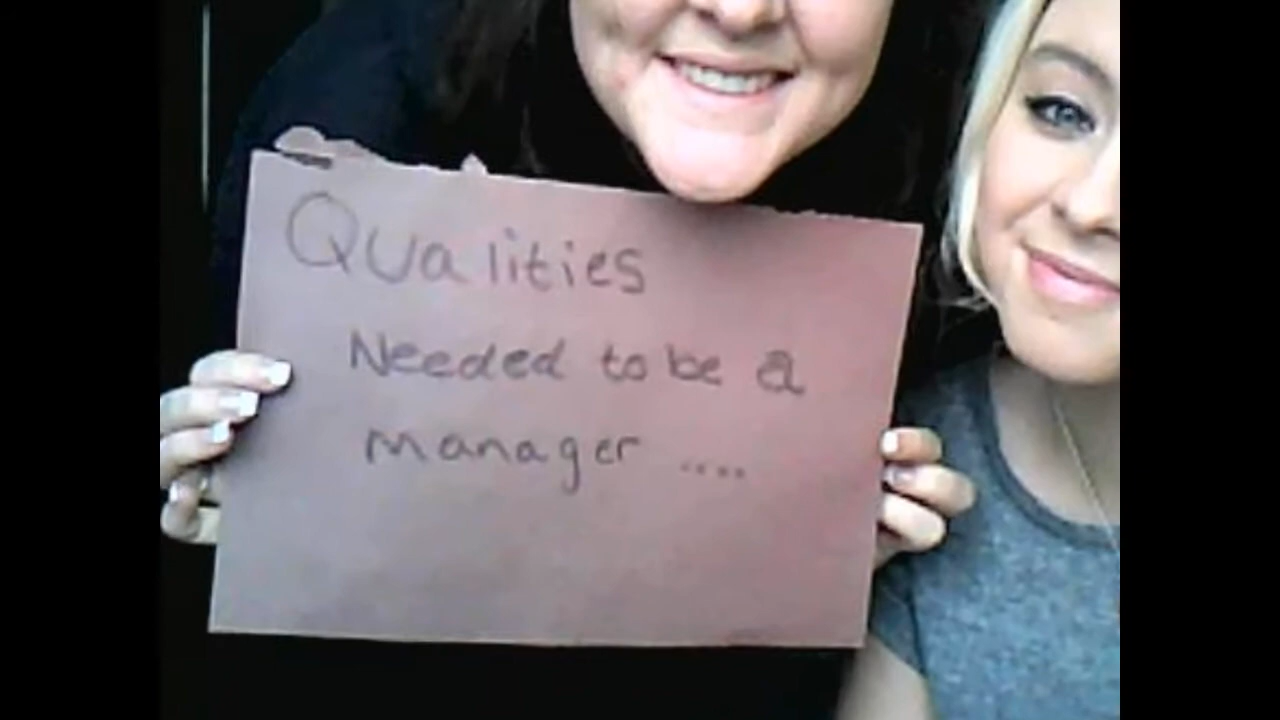 Qualities
Needed to be a
manager ....